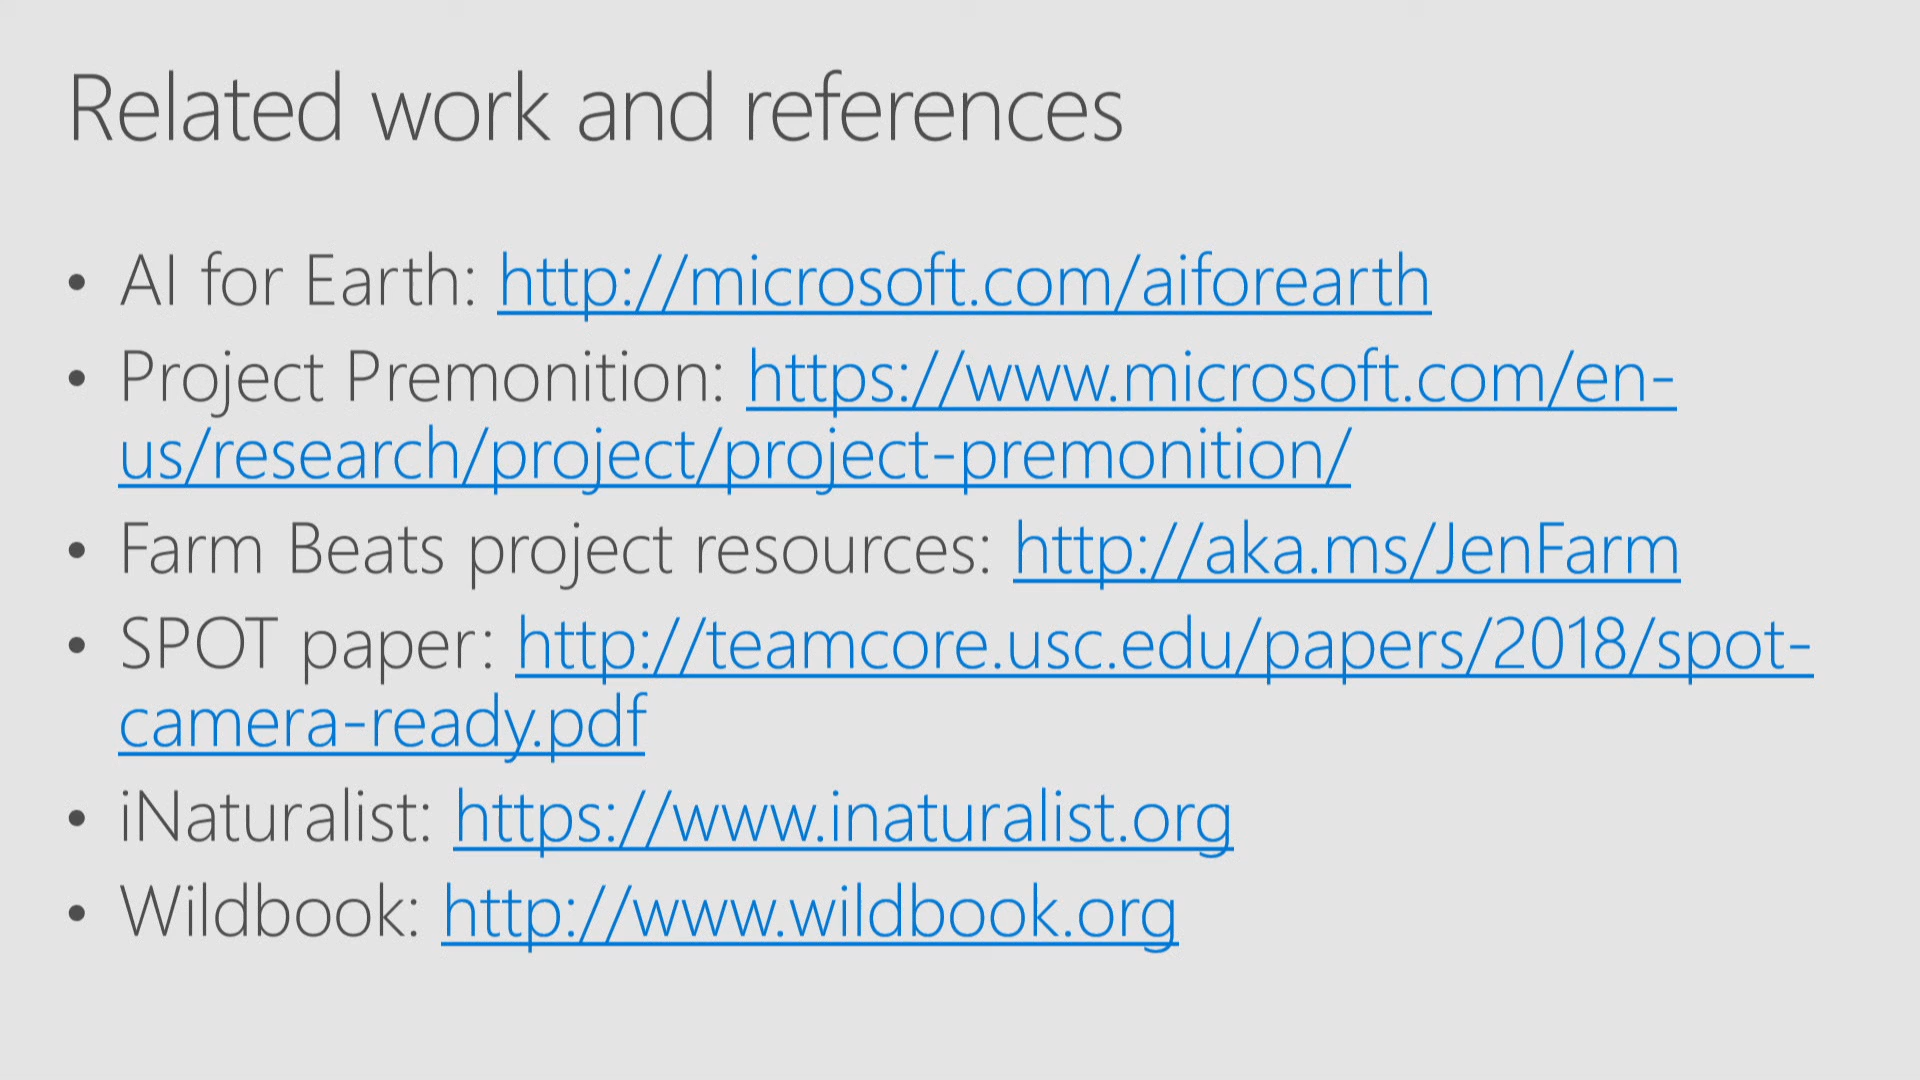 Related work and references
• AI for Earth: http://microsoft.com/aiforearth
• Project Premonition: https://www.microsoft.com/en-
us/research/project/project-premonition/
• Farm Beats project resources: http://aka.ms/JenFarm
• SPOT paper: http://teamcore.usc.edu/papers/2018/spot-
camera-ready.pdf
• iNaturalist: https://www.inaturalist.org
• Wildbook: http://www.wildbook.org